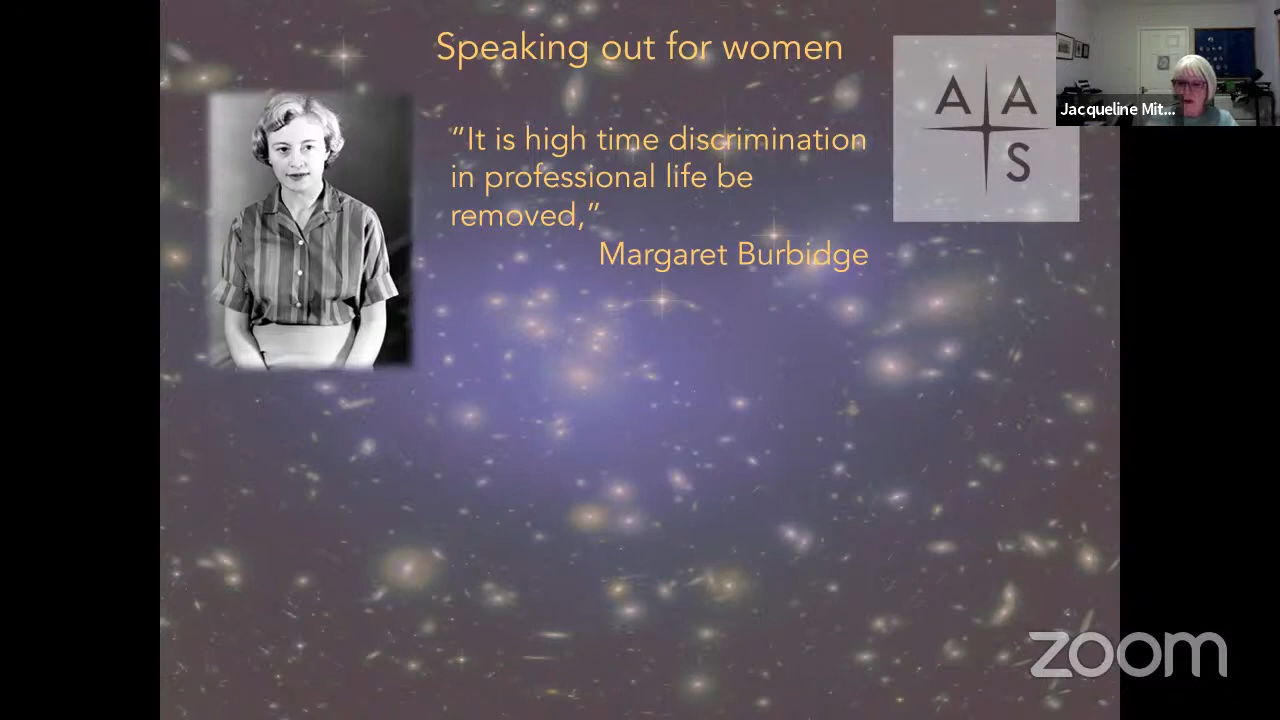 Speaking out for women
“It is high time discrimination
in professional life be
removed,”
Margaret Burbidge
A A
S
Jacqueline Mit...
zoom